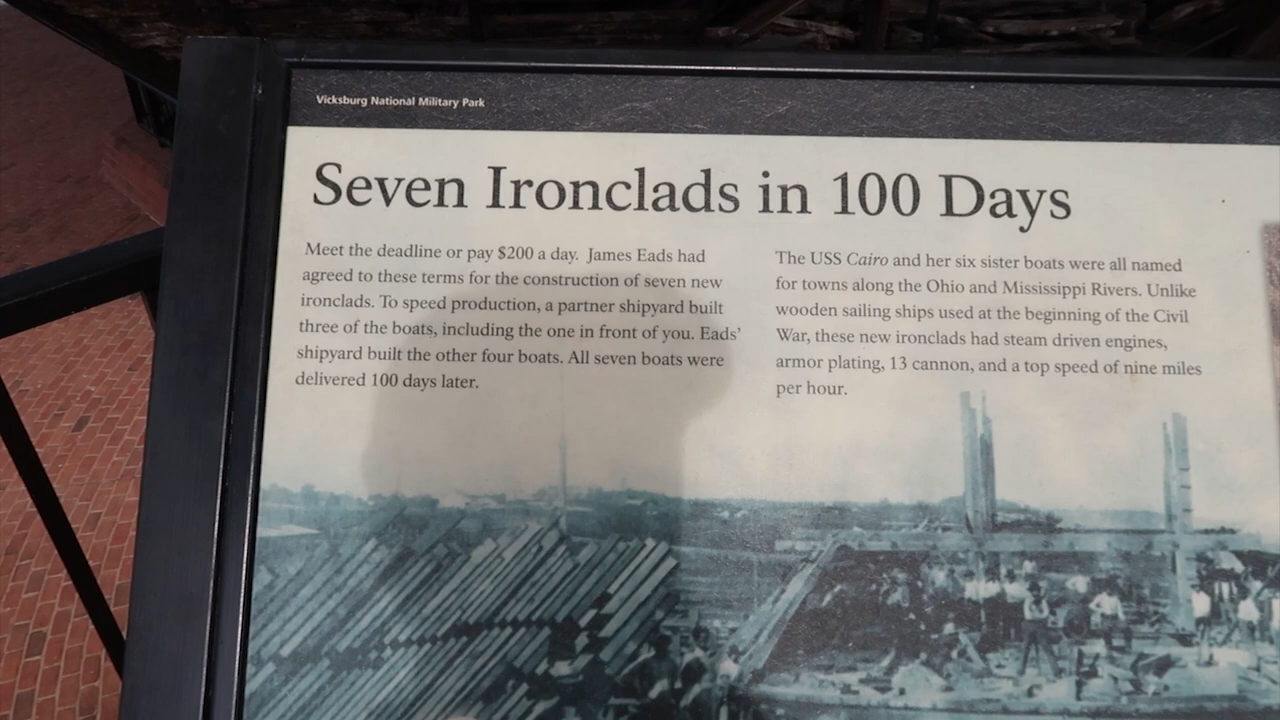 Vicksburg National Military Park
Seven Ironclads in 100 Days
Meet the deadline or pay $200 a day. James Eads had
agreed to these terms for the construction of seven new
ironclads. To speed production, a partner shipyard built
three of the boats, including the one in front of you. Eads'
shipyard built the other four boats. All seven boats were
delivered 100 days later.
The USS Cairo and her six sister boats were all named
for towns along the Ohio and Mississippi Rivers. Unlike
wooden sailing ships used at the beginning of the Civil
War, these new ironclads had steam driven engines,
armor plating, 13 cannon, and a top speed of nine miles
per hour.